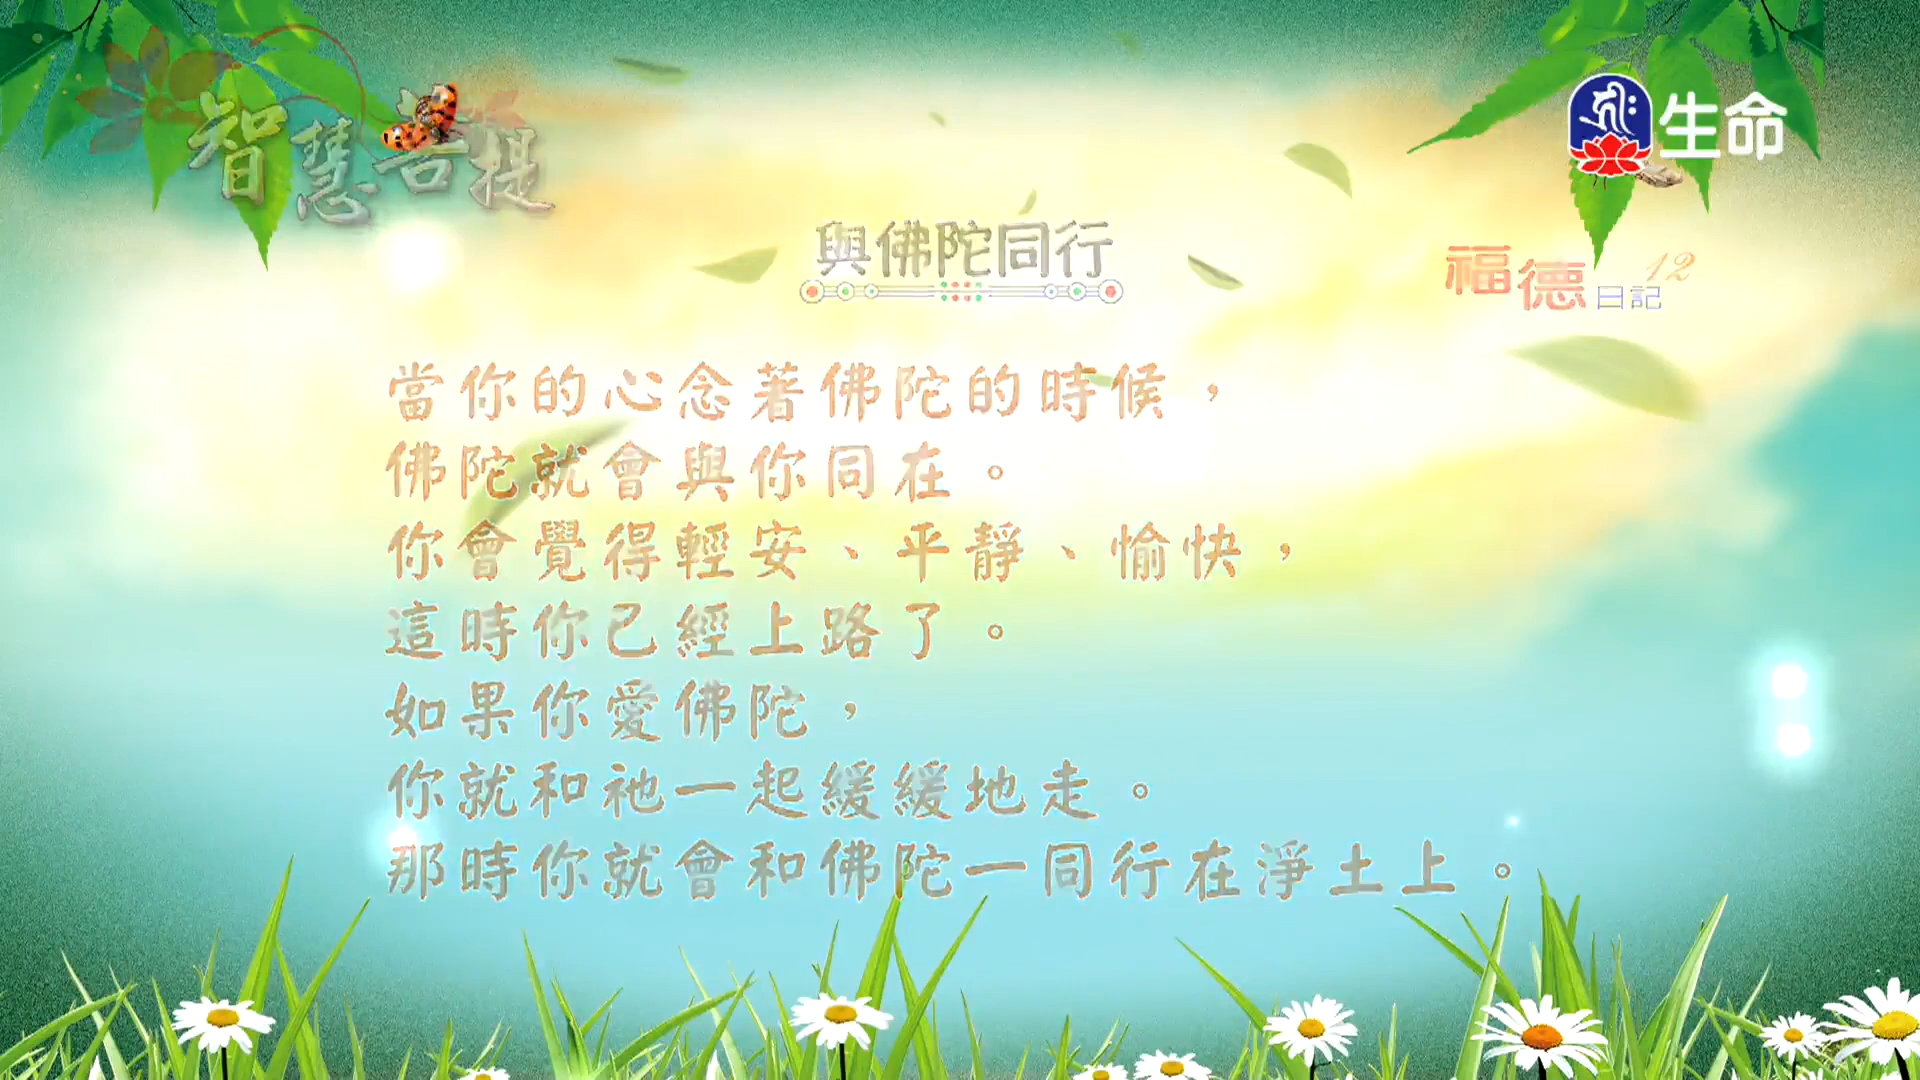 智慧菩提
生命
與佛陀同行
福德日記12
當你的心念著佛陀的時候，
佛陀就會與你同在。
你會覺得輕安、平靜、愉快，
這時你已經上路了。
如果你愛佛陀，
你就和祂一起緩緩地走。
那時你就會和佛陀一同行在淨土上。